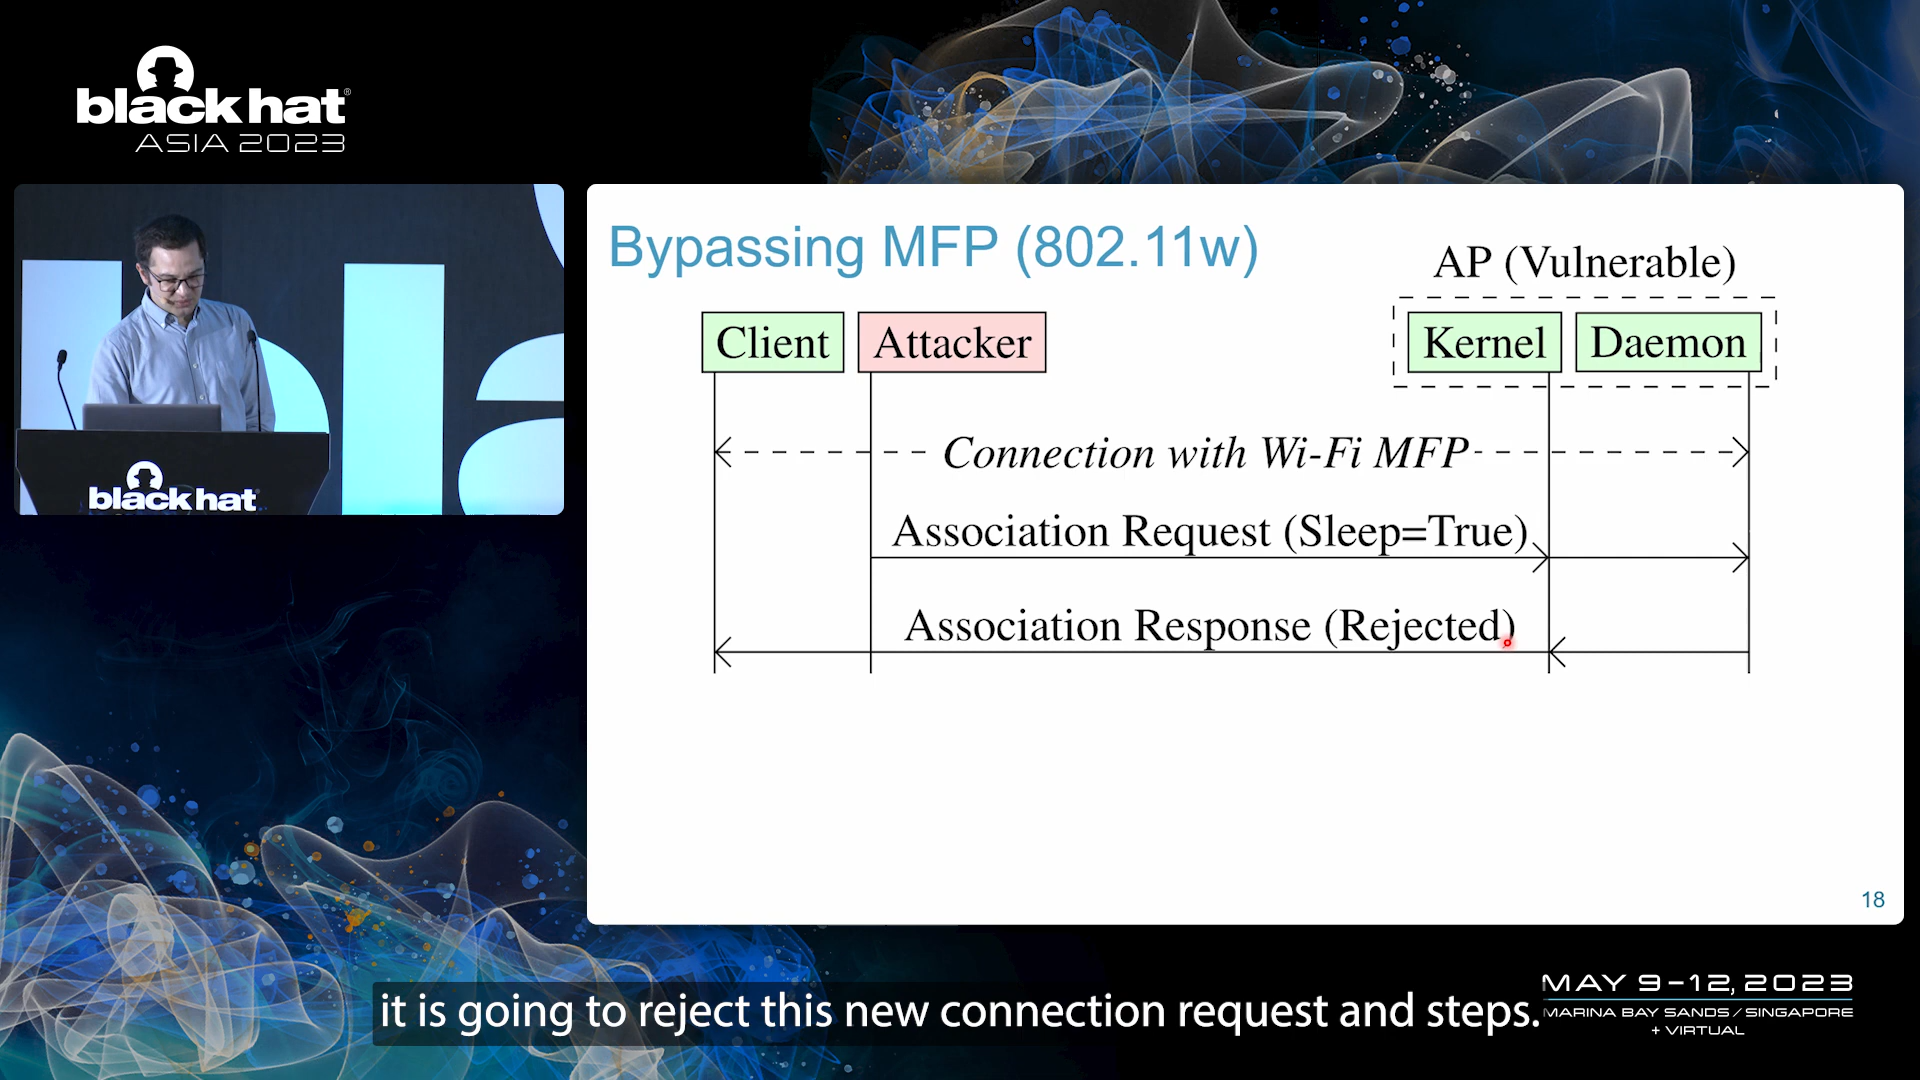 black hat®
ASIA 2023
black hat
Bypassing MFP (802.11w)
AP (Vulnerable)
Client
Attacker
Kernel
Daemon
Connection with Wi-Fi MFP
Association Request (Sleep=True)
Association Response (Rejected)
18
it is going to reject this new connection request and steps.
MAY 9-12, 2023
MARINA BAY SANDS / SINGAPORE
+ VIRTUAL